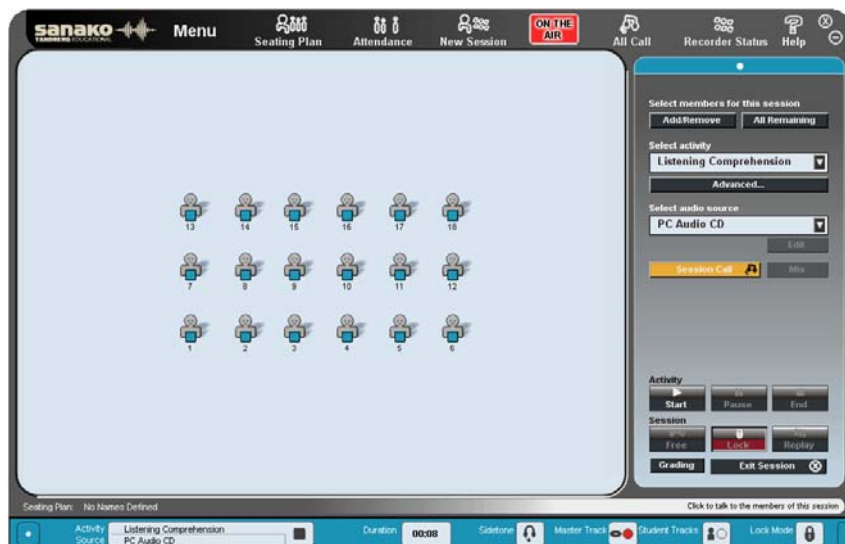 sanako
TANDBERG EDUCATIONAL
Menu
Seating Plan
Attendance
New Session
ON THE
AIR
All Call
Recorder Status
Help
Select members for this session
Add/Remove All Remaining
Select activity
Listening Comprehension
Advanced...
Select audio source
PC Audio CD
Edit
Session Call Mix
13 14 15 16 17 18
7 8 9 10 11 12
1 2 3 4 5 6
Activity
Start Pause End
Session
Free Lock Replay
Grading Exit Session
Seating Plan: No Names Defined
Click to talk to the members of this session
Activity Listening Comprehension
Source PC Audio CD
Duration 00:08
Sidetone
Master Track
Student Tracks
Lock Mode